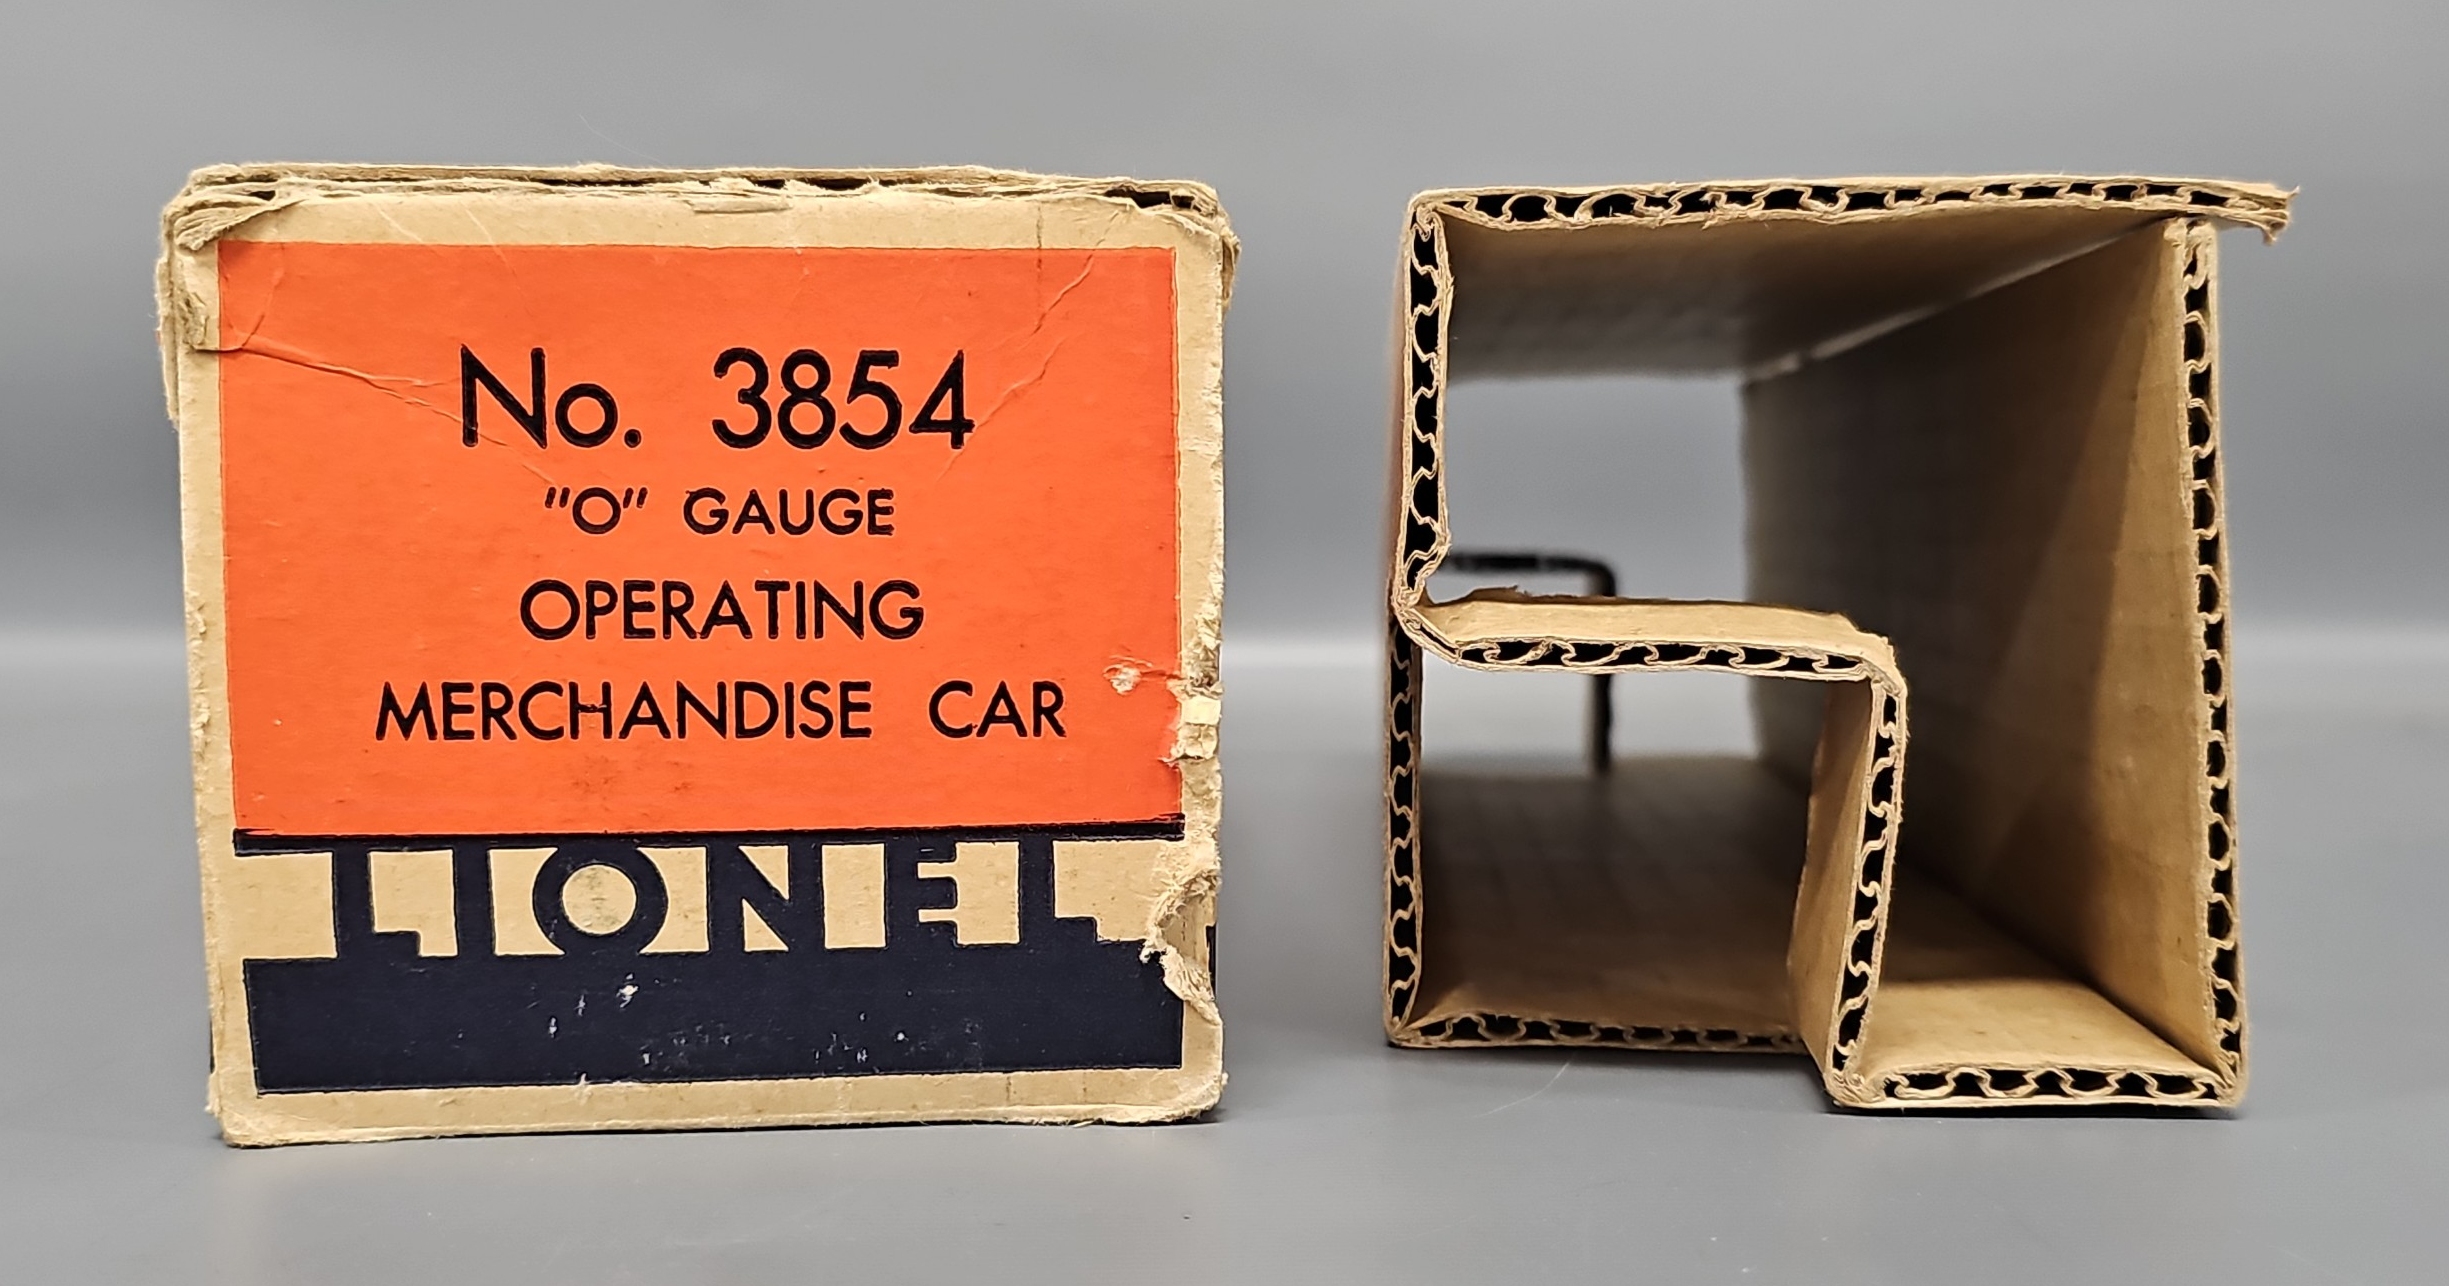 No. 3854
"O" GAUGE
OPERATING
MERCHANDISE CAR
LIONEL